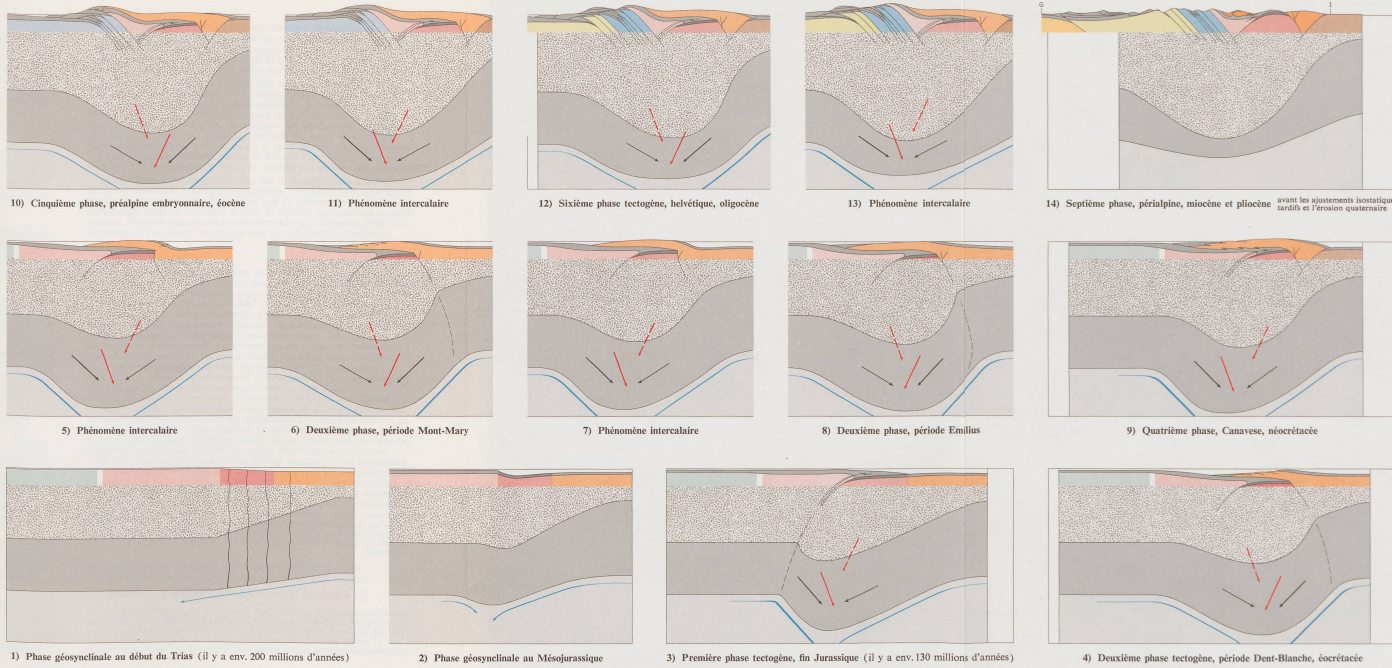 G I
10) Cinquième phase, préalpine embryonnaire, éocène
11) Phénomène intercalaire
12) Sixième phase tectogène, helvétique, oligocène
13) Phénomène intercalaire
14) Septième phase, périalpine, miocène et pliocène avant les ajustements isostatiques
tardifs et l'érosion quaternaire
5) Phénomène intercalaire
6) Deuxième phase, période Mont-Mary
7) Phénomène intercalaire
8) Deuxième phase, période Emilius
9) Quatrième phase, Canavese, néocrétacée
1) Phase géosynclinale au début du Trias (il y a env. 200 millions d'années)
2) Phase géosynclinale au Mésojurassique
3) Première phase tectogène, fin Jurassique (il y a env. 130 millions d'années)
4) Deuxième phase tectogène, période Dent-Blanche, éocrétacée